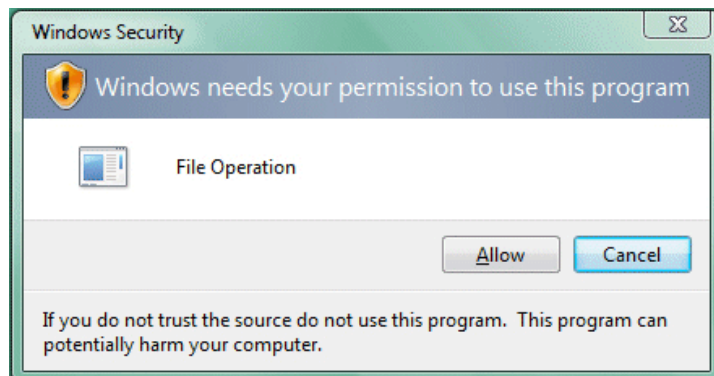 Windows Security
Windows needs your permission to use this program
File Operation
Allow Cancel
If you do not trust the source do not use this program.  This program can
potentially harm your computer.